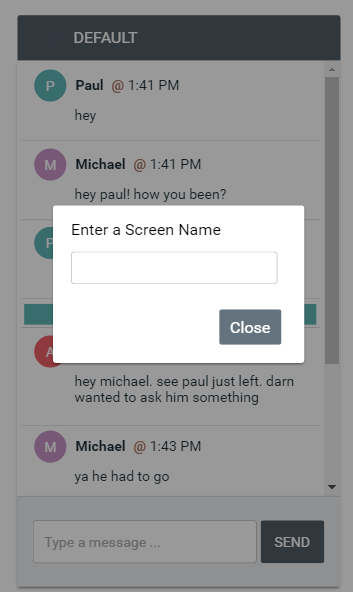 DEFAULT
P Paul @ 1:41 PM
hey
M Michael @ 1:41 PM
hey paul! how you been?
Enter a Screen Name
P
Close
A
hey michael. see paul just left. darn
wanted to ask him something
M Michael @ 1:43 PM
ya he had to go
Type a message ...
SEND